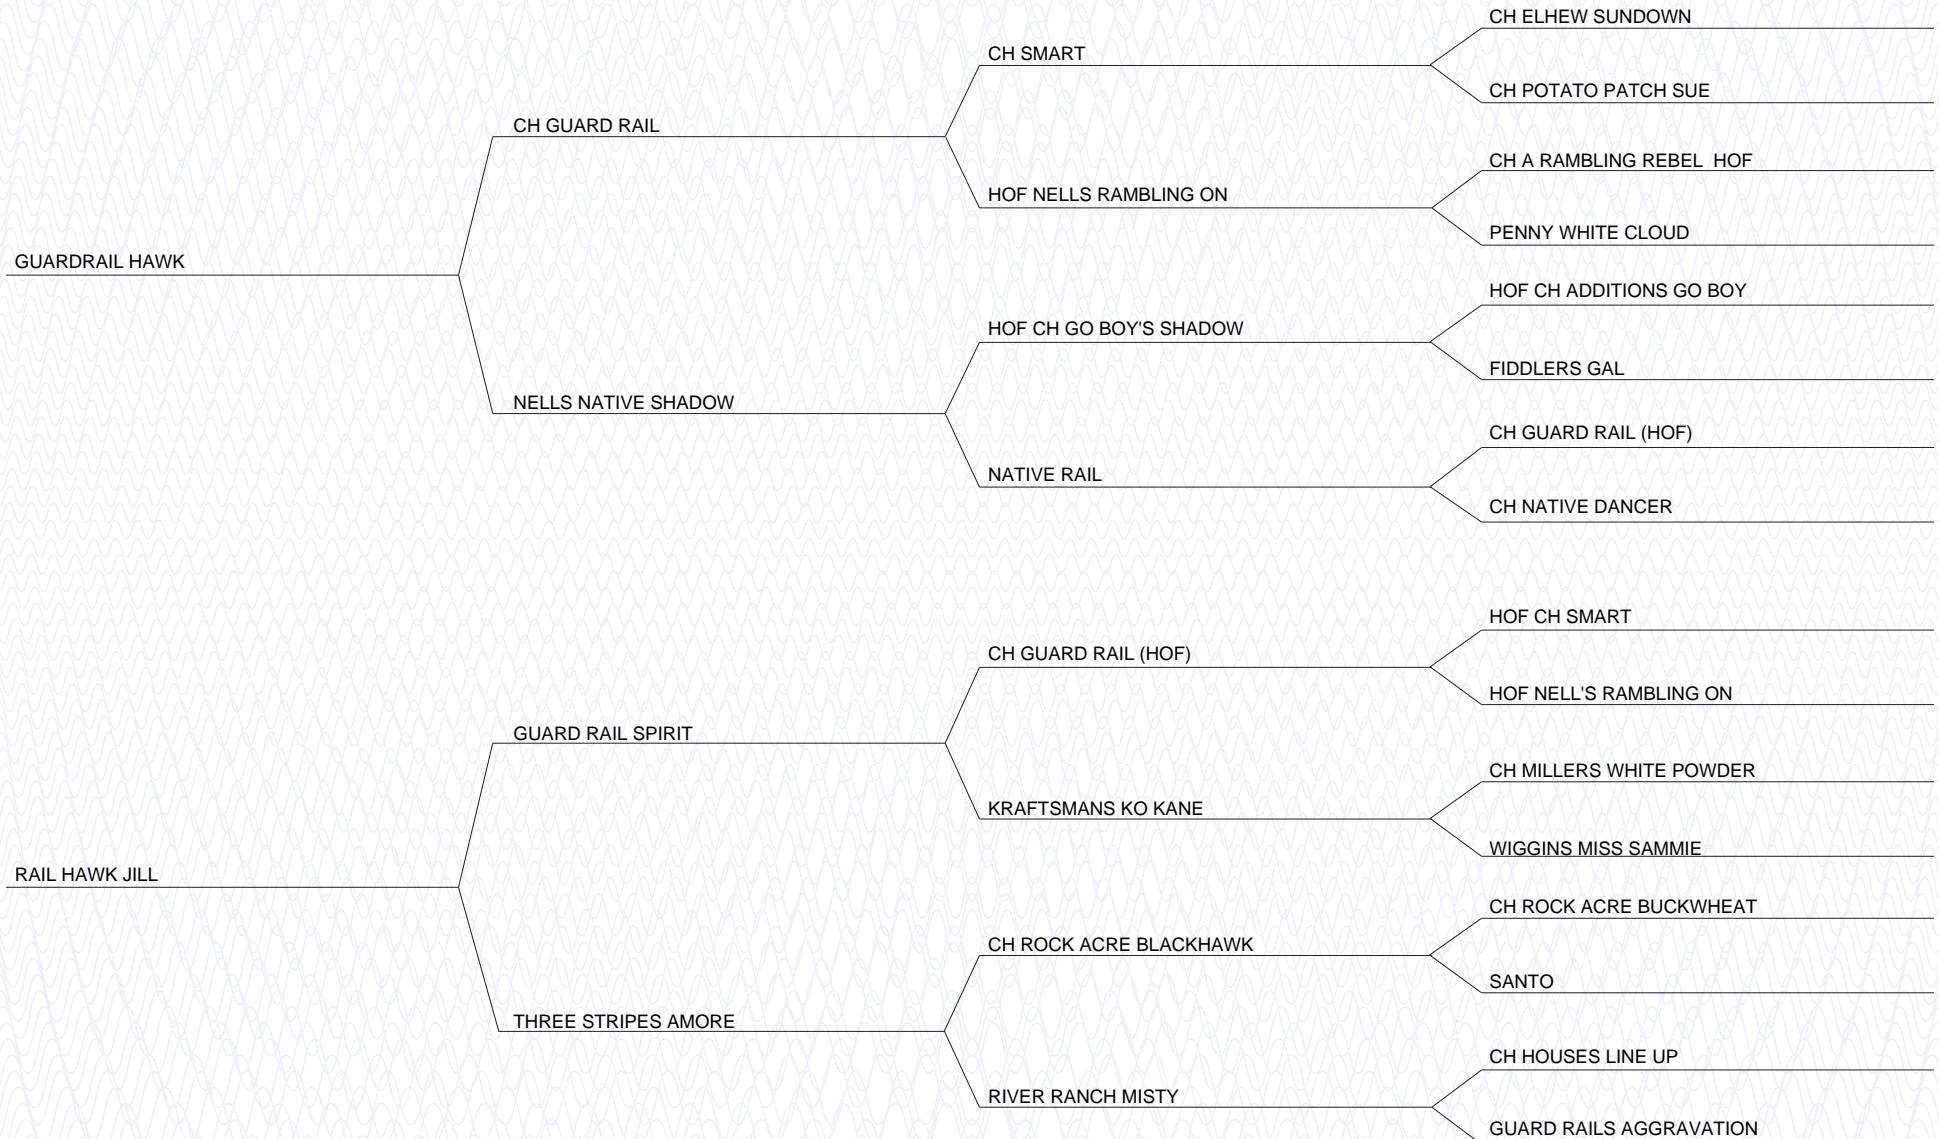 CH ELHEW SUNDOWN
CH SMART
CH POTATO PATCH SUE
CH GUARD RAIL
CH A RAMBLING REBEL  HOF
HOF NELLS RAMBLING ON
PENNY WHITE CLOUD
GUARDRAIL HAWK
HOF CH ADDITIONS GO BOY
HOF CH GO BOY'S SHADOW
FIDDLERS GAL
NELLS NATIVE SHADOW
CH GUARD RAIL (HOF)
NATIVE RAIL
CH NATIVE DANCER
HOF CH SMART
CH GUARD RAIL (HOF)
HOF NELL'S RAMBLING ON
GUARD RAIL SPIRIT
CH MILLERS WHITE POWDER
KRAFTSMANS KO KANE
WIGGINS MISS SAMMIE
RAIL HAWK JILL
CH ROCK ACRE BUCKWHEAT
CH ROCK ACRE BLACKHAWK
SANTO
THREE STRIPES AMORE
CH HOUSES LINE UP
RIVER RANCH MISTY
GUARD RAILS AGGRAVATION